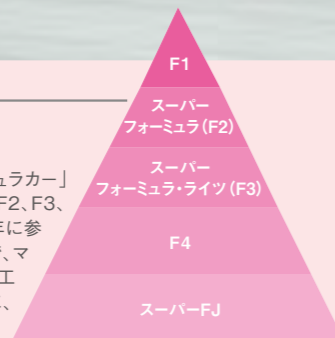 F1
スーパー
フォーミュラ（F2）
スーパー
フォーミュラ・ライツ（F3）
F4
スーパーFJ
ュラカー」
F2、F3、
年に参
、マ
工
、